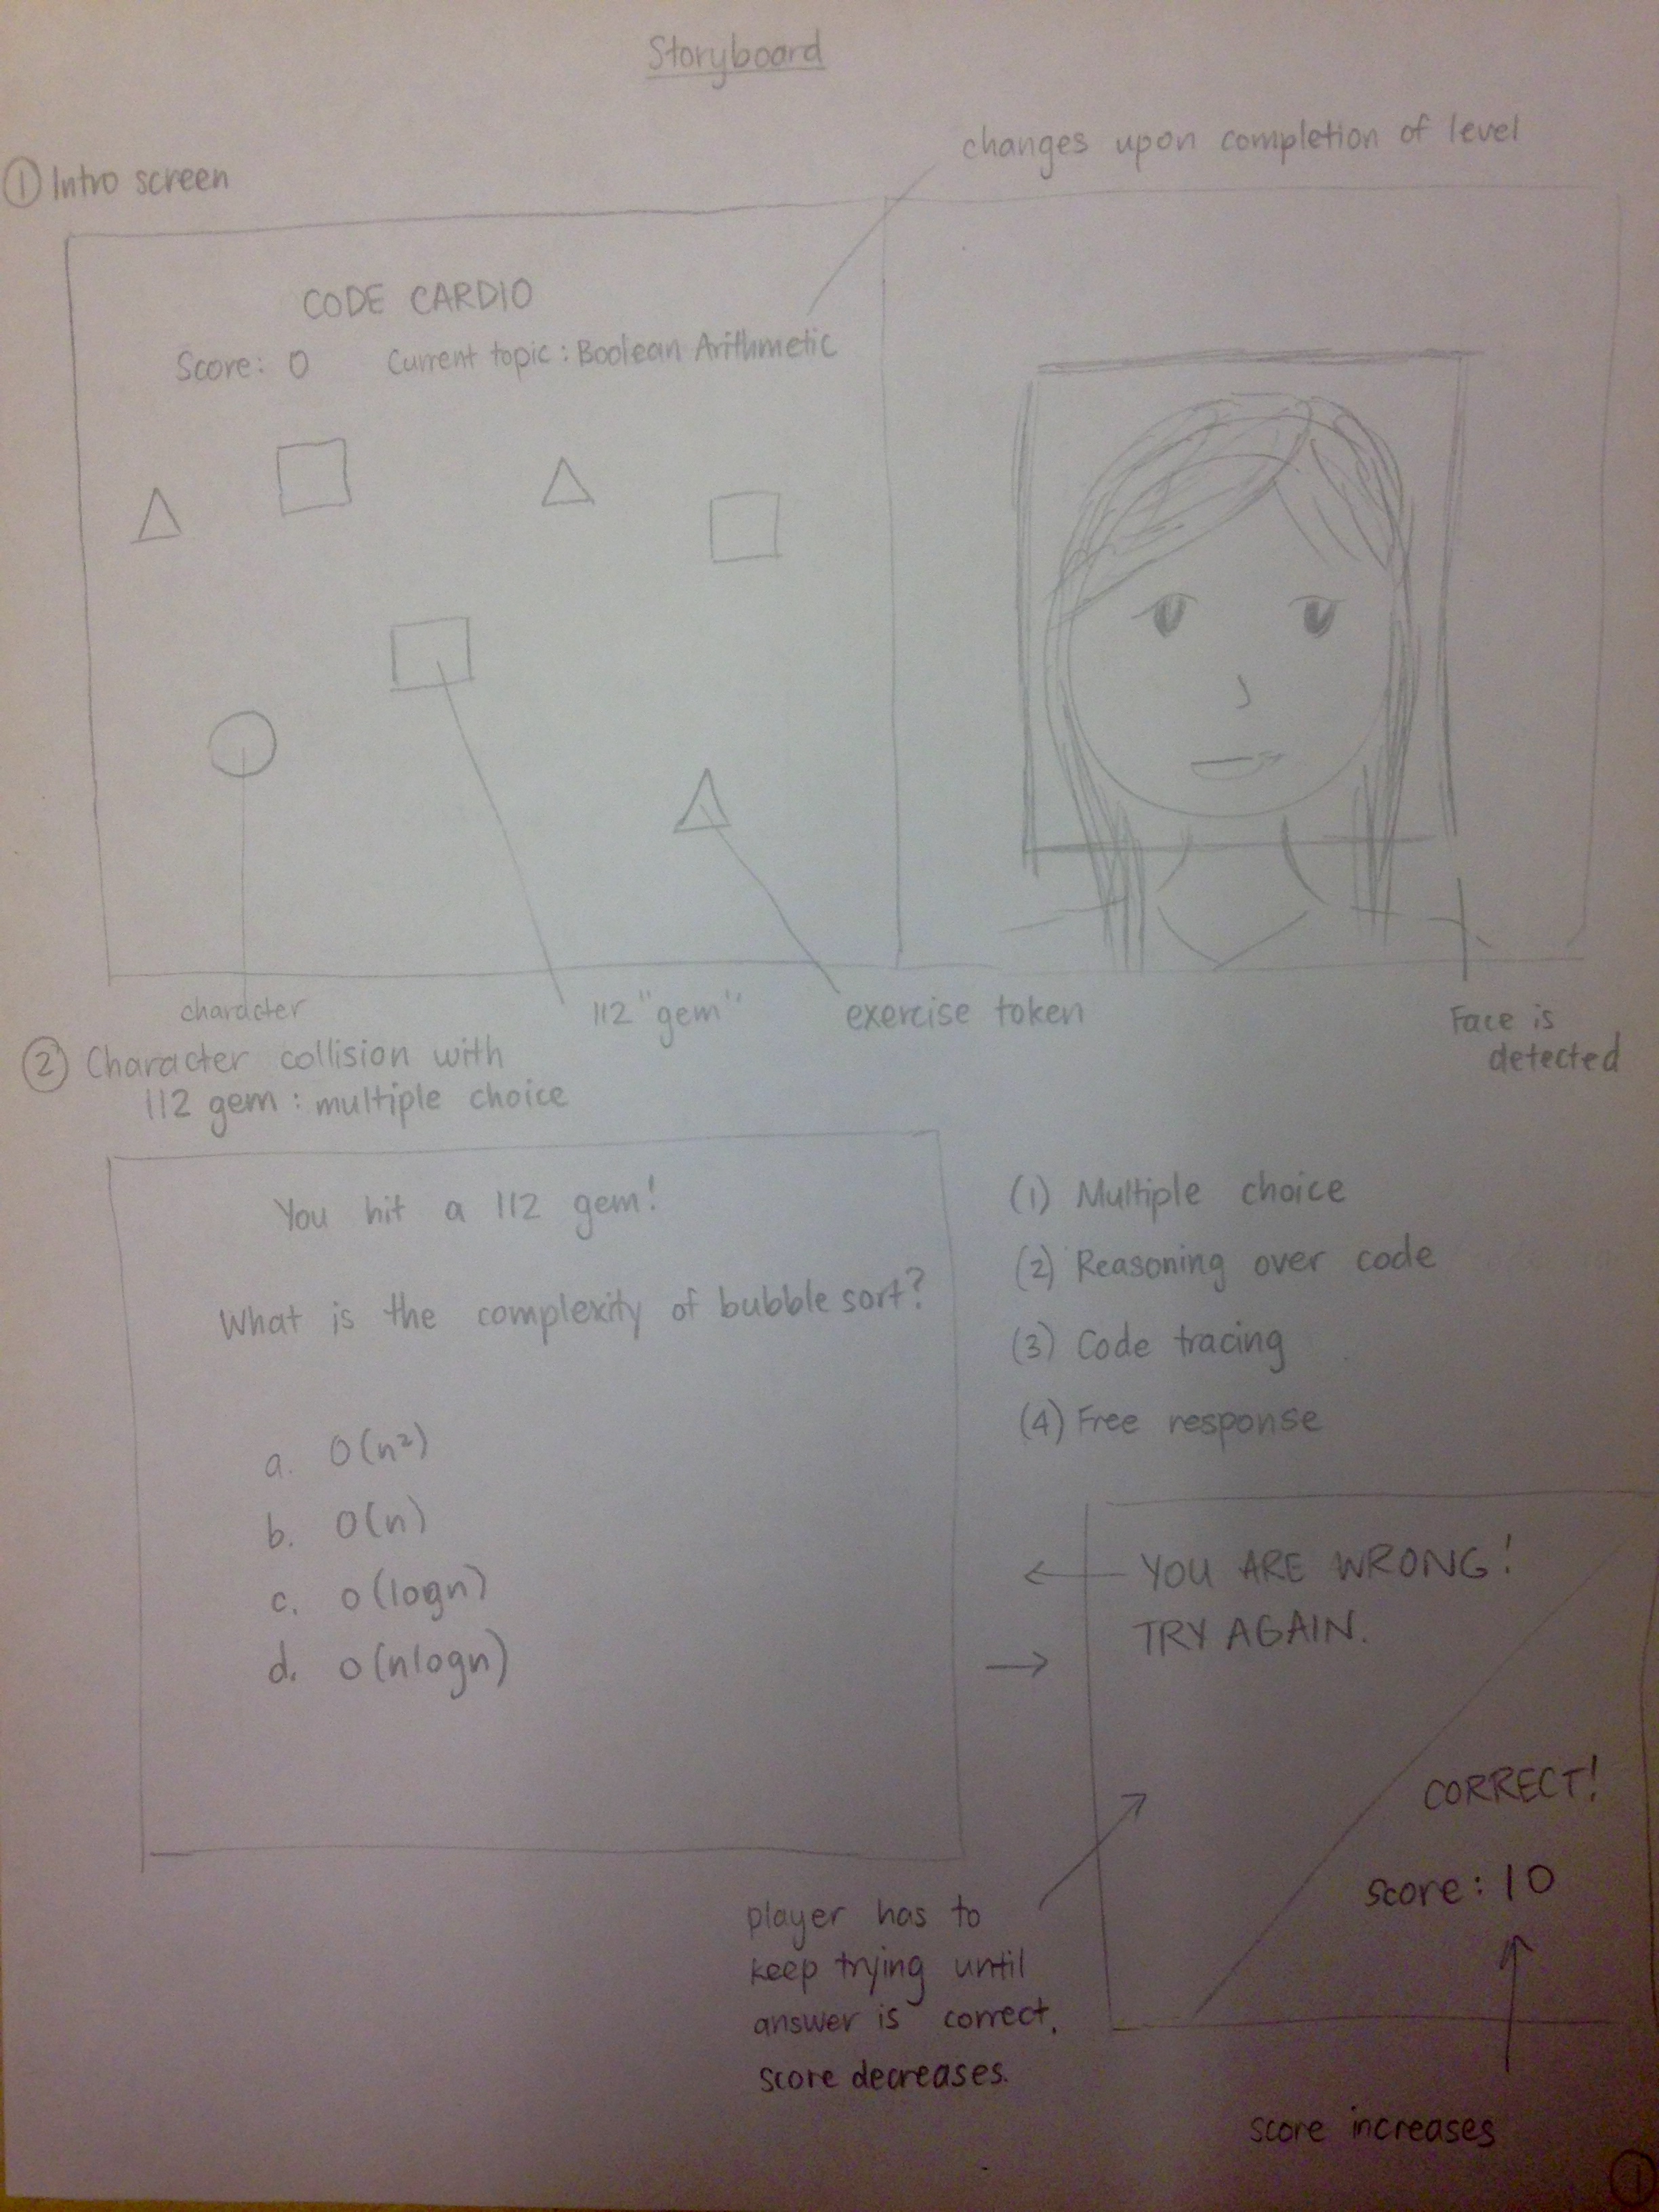 Storyboard
changes upon completion of level
① Intro screen
CODE CARDIO
Score: 0 Current topic: Boolean Arithmetic
character
112 "gem"
exercise token
Face is
detected
② Character collision with
112 gem: multiple choice
You hit a 112 gem!
What is the complexity of bubble sort?
a. O(n²)
b. O(n)
c. O(logn)
d. O(nlogn)
(1) Multiple choice
(2) Reasoning over code
(3) Code tracing
(4) Free response
YOU ARE WRONG!
TRY AGAIN.
CORRECT!
score: 10
player has to
keep trying until
answer is correct.
score decreases.
score increases
①